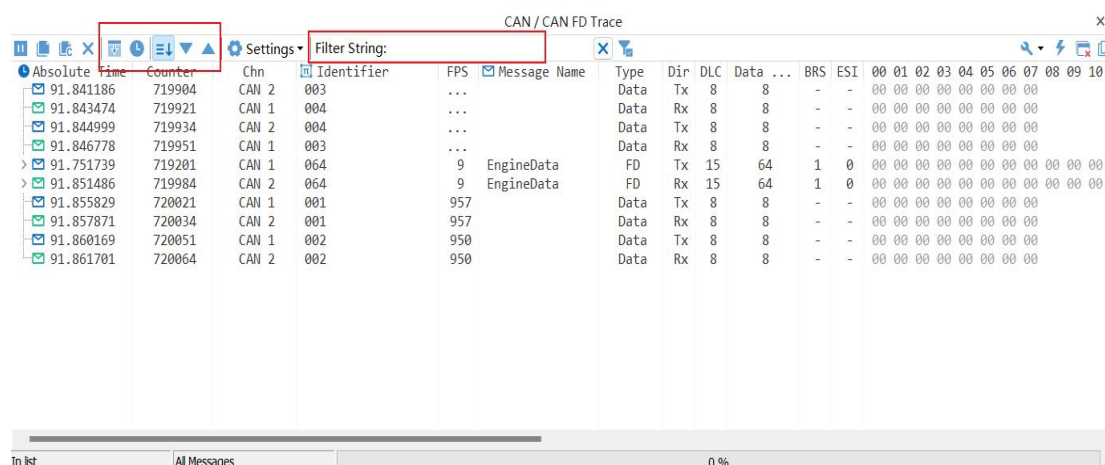 CAN / CAN FD Trace
Settings Filter String:
Absolute Time Counter Chn Identifier FPS Message Name Type Dir DLC Data ... BRS ESI 00 01 02 03 04 05 06 07 08 09 10
91.841186 719904 CAN 2 003 ... Data Tx 8 8 - - 00 00 00 00 00 00 00 00
91.843474 719921 CAN 1 004 ... Data Rx 8 8 - - 00 00 00 00 00 00 00 00
91.844999 719934 CAN 2 004 ... Data Tx 8 8 - - 00 00 00 00 00 00 00 00
91.846778 719951 CAN 1 003 ... Data Rx 8 8 - - 00 00 00 00 00 00 00 00
91.751739 719201 CAN 1 064 9 EngineData FD Tx 15 64 1 0 00 00 00 00 00 00 00 00 00 00 00
91.851486 719984 CAN 2 064 9 EngineData FD Rx 15 64 1 0 00 00 00 00 00 00 00 00 00 00 00
91.855829 720021 CAN 1 001 957 Data Tx 8 8 - - 00 00 00 00 00 00 00 00
91.857871 720034 CAN 2 001 957 Data Rx 8 8 - - 00 00 00 00 00 00 00 00
91.860169 720051 CAN 1 002 950 Data Tx 8 8 - - 00 00 00 00 00 00 00 00
91.861701 720064 CAN 2 002 950 Data Rx 8 8 - - 00 00 00 00 00 00 00 00
In list All Messages 0 %